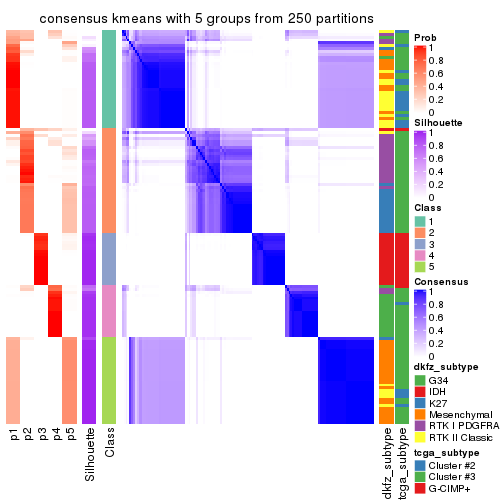 consensus kmeans with 5 groups from 250 partitions
p1
p2
p3
p4
p5
Silhouette
Class
dkfz_subtype
tcga_subtype
Prob
1
0.8
0.6
0.4
0.2
0
Silhouette
1
0.8
0.6
0.4
0.2
0
Class
1
2
3
4
5
Consensus
1
0.8
0.6
0.4
0.2
0
dkfz_subtype
G34
IDH
K27
Mesenchymal
RTK I PDGFRA
RTK II Classic
tcga_subtype
Cluster #2
Cluster #3
G-CIMP+